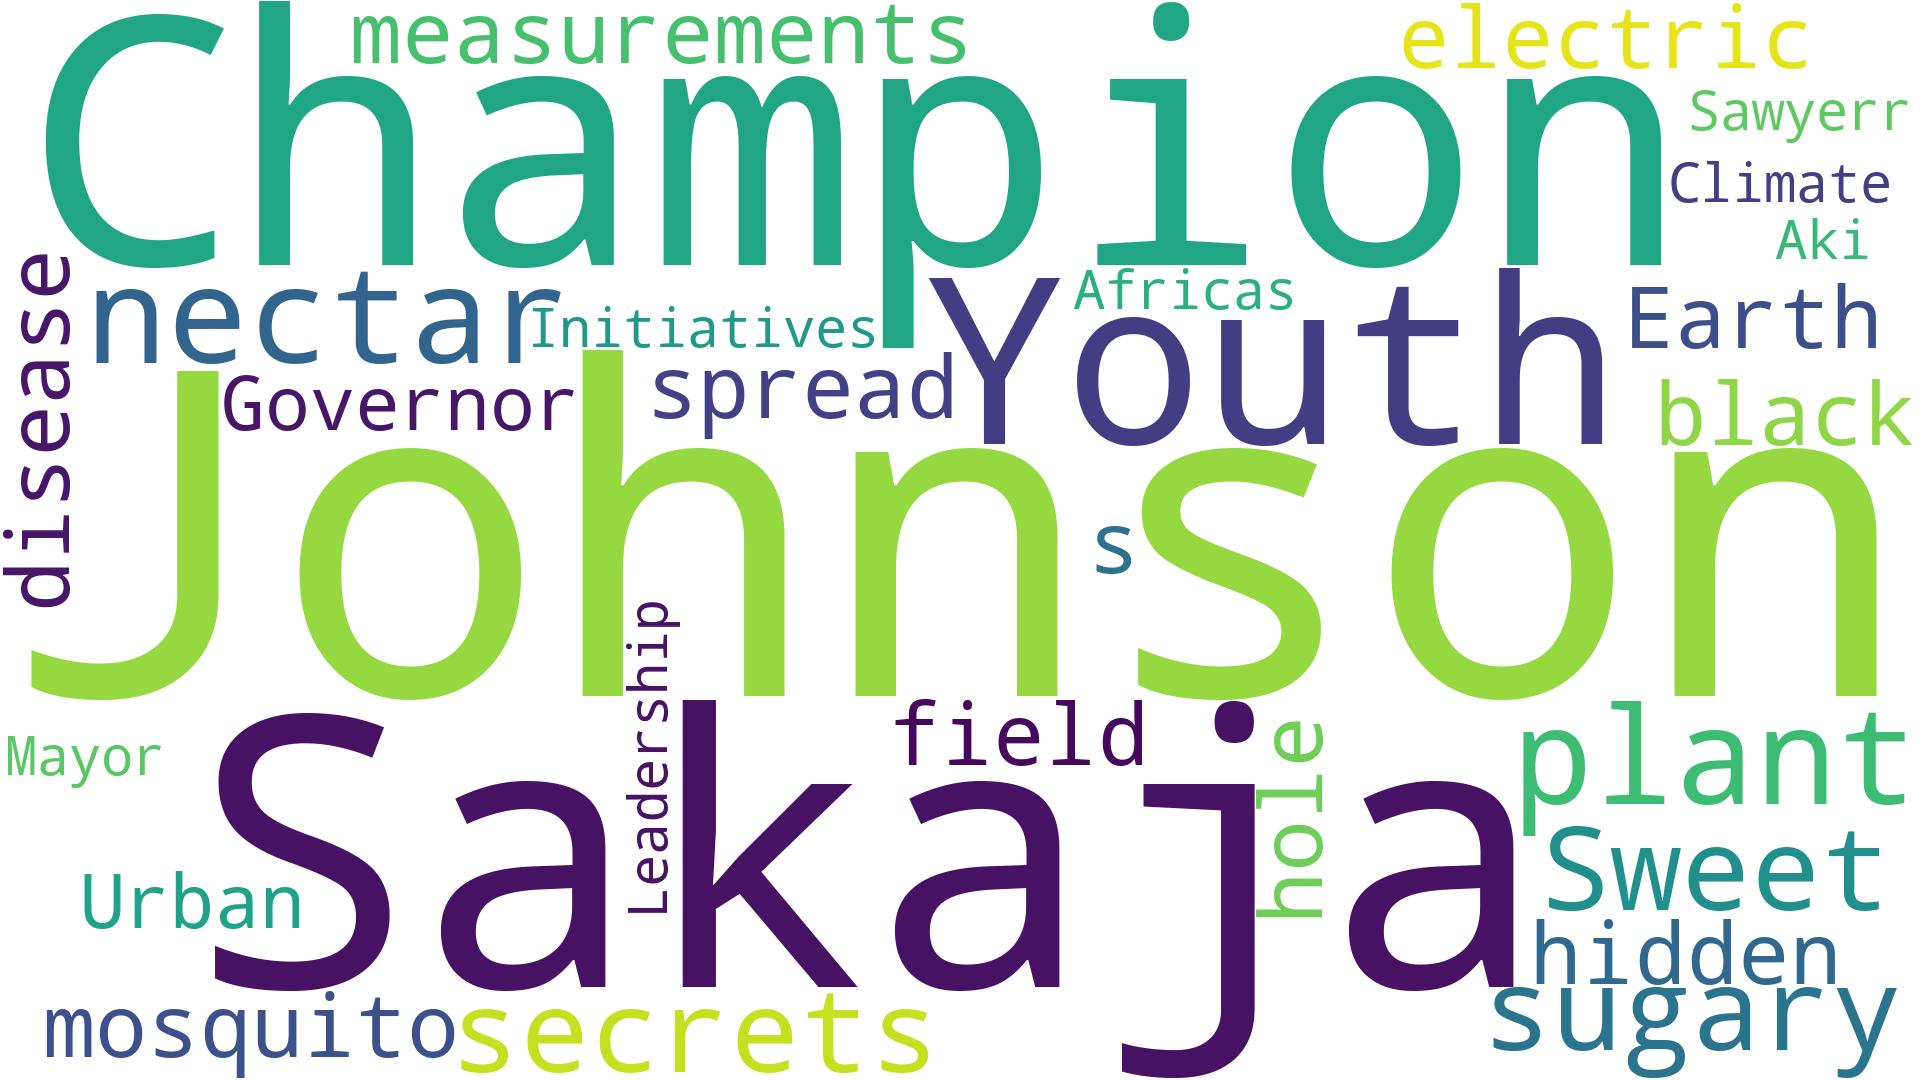 measurements
electric
Champion
Sawyerr
Climate
Aki
disease
nectar
Initiatives
Africas
Youth
Earth
Governor
spread
black
Johnson
s
Leadership
field
hole
plant
Mayor
Sakaja
Sweet
Urban
hidden
mosquito
secrets
sugary